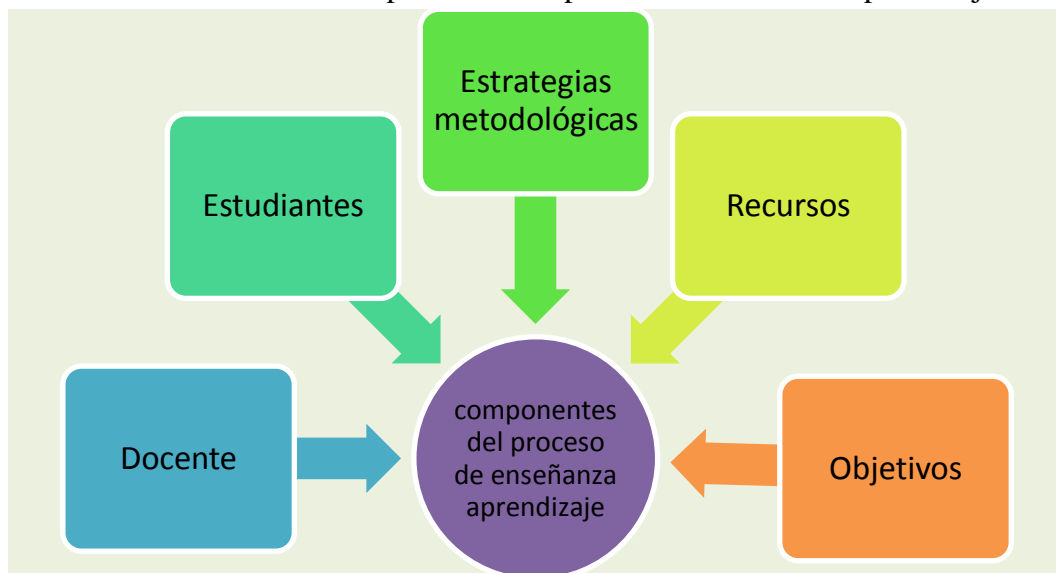 Estrategias
metodológicas
Estudiantes
Recursos
Docente
componentes
del proceso
de enseñanza
aprendizaje
Objetivos